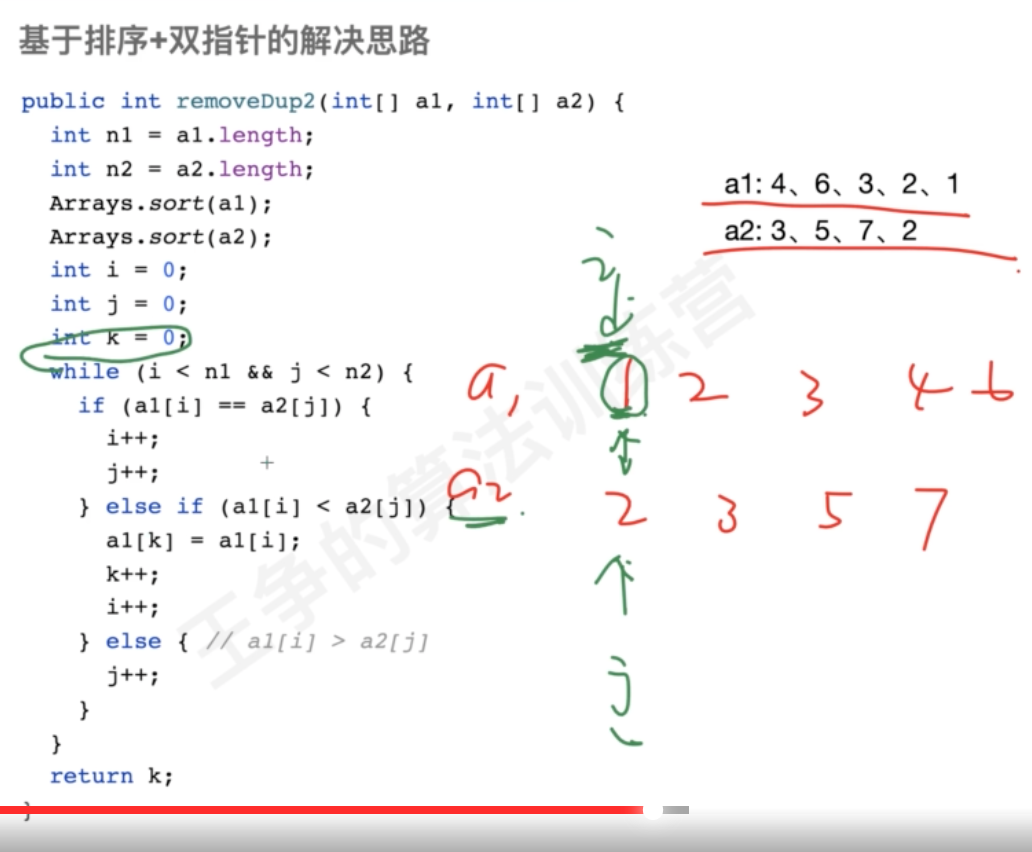 基于排序+双指针的解决思路
public int removeDup2(int[] a1, int[] a2) {
int n1 = a1.length;
int n2 = a2.length;
Arrays.sort(a1);
Arrays.sort(a2);
int i = 0;
int j = 0;
int k = 0;
while (i < n1 && j < n2) {
if (a1[i] == a2[j]) {
i++;
j++;
} else if (a1[i] < a2[j]) {
a1[k] = a1[i];
k++;
i++;
} else { // a1[i] > a2[j]
j++;
}
}
return k;
}
a1: 4、6、3、2、1
a2: 3、5、7、2
a1 1 2 3 4 6
a2 2 3 5 7
j
王争的算法训练营